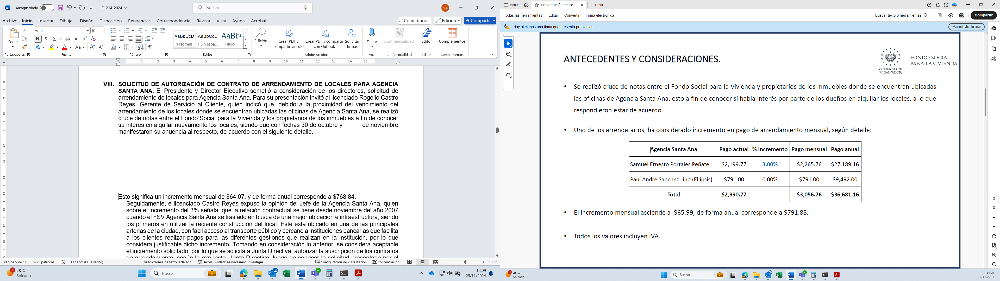 Autoguardado
JD-214-2024
Buscar
MA
Archivo Inicio Insertar Dibujar Diseño Disposición Referencias Correspondencia Revisar Vista Ayuda Acrobat
Comentarios Edición Compartir
Pegar
Portapapeles
Arial 10
N K S ab x₂ x²
Aa
Fuente
Párrafo
AaBbCcD AaBbCcD AaBb(
¶ Normal ¶ Sin espa... Título 1
Estilos
Edición
Crear PDF y compartir vínculo
Crear PDF y compartir con Outlook
Solicitar firmas
Adobe Acrobat
Dictar
Voz
Confidencialidad
Confidencialidad
Editor
Editor
Complementos
Complementos
1 2 3 4 5 6 7 8 9 10 11 12 13 14 15
VIII. SOLICITUD DE AUTORIZACIÓN DE CONTRATO DE ARRENDAMIENTO DE LOCALES PARA AGENCIA
SANTA ANA. El Presidente y Director Ejecutivo sometió a consideración de los directores, solicitud de
arrendamiento de locales para Agencia Santa Ana. Para su presentación invitó al licenciado Rogelio Castro
Reyes, Gerente de Servicio al Cliente, quien indicó que, debido a la proximidad del vencimiento del
arrendamiento de los locales donde se encuentran ubicadas las oficinas de Agencia Santa Ana, se realizó
cruce de notas entre el Fondo Social para la Vivienda y los propietarios de los inmuebles a fin de conocer
su interés en alquilar nuevamente los locales, siendo que con fechas 30 de octubre y _____ de noviembre
manifestaron su anuencia al respecto, de acuerdo con el siguiente detalle:
Esto significa un incremento mensual de $64.07, y de forma anual corresponde a $768.84.
Seguidamente, e licenciado Castro Reyes expuso la opinión del Jefe de la Agencia Santa Ana, quien
sobre el incremento del 3% señala, que la relación contractual se tiene desde noviembre del año 2007
cuando el FSV Agencia Santa Ana se trasladó en busca de una mejor ubicación e infraestructura, siendo
los primeros en utilizar la reciente construcción del local. Este está ubicado en una de las principales
arterias de la ciudad, con fácil acceso al transporte público y cercano a instituciones bancarias que facilita
a los clientes realizar pagos para las diferentes gestiones que realizan en la institución, por lo que
considera justificable dicho incremento. Tomando en consideración lo anterior, se considera aceptable
el incremento solicitado, por lo que se solicita a Junta Directiva, autorizar la suscripción de los contratos
de arrendamiento, según lo expuesto. Junta Directiva, luego de conocer la solicitud presentada por el
Página 5 de 14 6275 palabras Español (El Salvador) Predicciones de texto: activado Accesibilidad: es necesario investigar Configuración de visualización Concentración 130%
28°C
Soleado
Buscar
14:09
25/11/2024
Menú Presentación de Po... Crear
Todas las herramientas Editar Convertir Firma electrónica Buscar texto o herramientas Compartir
Hay al menos una firma que presenta problemas. Panel de firma
ANTECEDENTES Y CONSIDERACIONES.
GOBIERNO DE
EL SALVADOR
FONDO SOCIAL
PARA LA VIVIENDA
• Se realizó cruce de notas entre el Fondo Social para la Vivienda y propietarios de los inmuebles donde se encuentran ubicadas
las oficinas de Agencia Santa Ana, esto a fin de conocer si había interés por parte de los dueños en alquilar los locales, a lo que
respondieron estar de acuerdo.
• Uno de los arrendatarios, ha considerado incremento en pago de arrendamiento mensual, según detalle:
Agencia Santa Ana Pago actual % Incremento Pago mensual Pago anual
Samuel Ernesto Portales Peñate $2,199.77 3.00% $2,265.76 $27,189.16
Paul André Sanchez Lino (Ellipsis) $791.00 0.00% $791.00 $9,492.00
Total $2,990.77 $3,056.76 $36,681.16
• El incremento mensual asciende a $65.99, de forma anual corresponde a $791.88.
• Todos los valores incluyen IVA.
3
8
28°C
Soleado
Buscar
14:09
25/11/2024